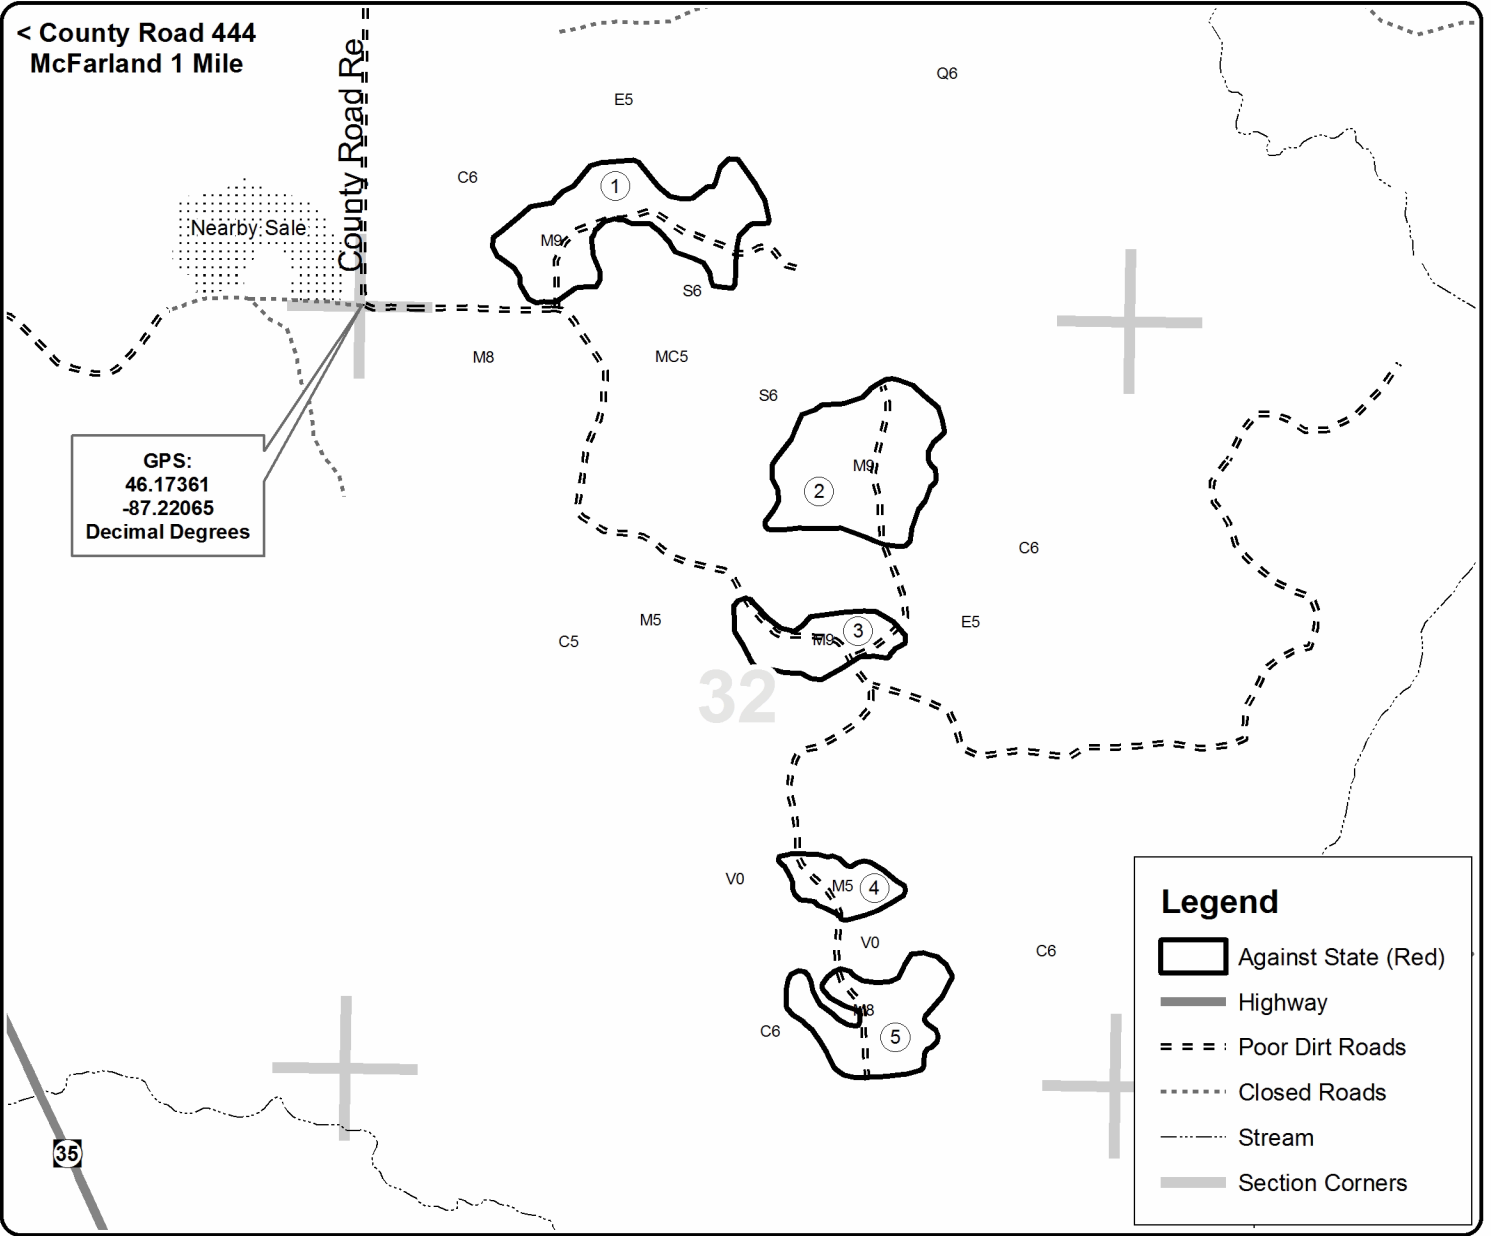 < County Road 444
McFarland 1 Mile
County Road Re
Q6
E5
C6
1
Nearby Sale
M9
S6
M8
MC5
S6
GPS:
46.17361
-87.22065
Decimal Degrees
M9
2
C6
M5
C5
M9
3
E5
32
V0
M5
4
V0
C6
M8
C6
5
35
Legend
Against State (Red)
Highway
Poor Dirt Roads
Closed Roads
Stream
Section Corners